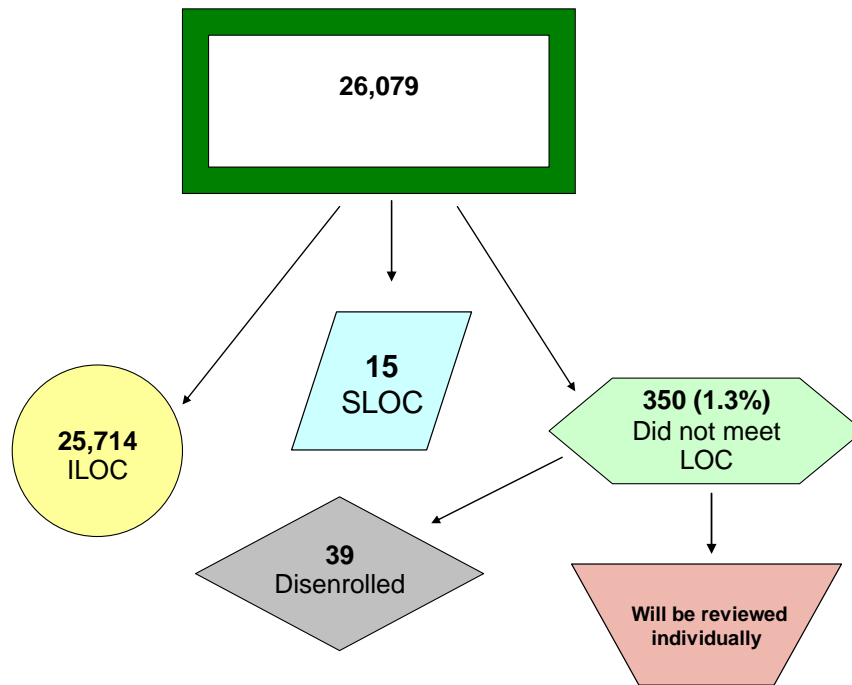 26,079
15
SLOC
25,714
ILOC
350 (1.3%)
Did not meet
LOC
39
Disenrolled
Will be reviewed
individually